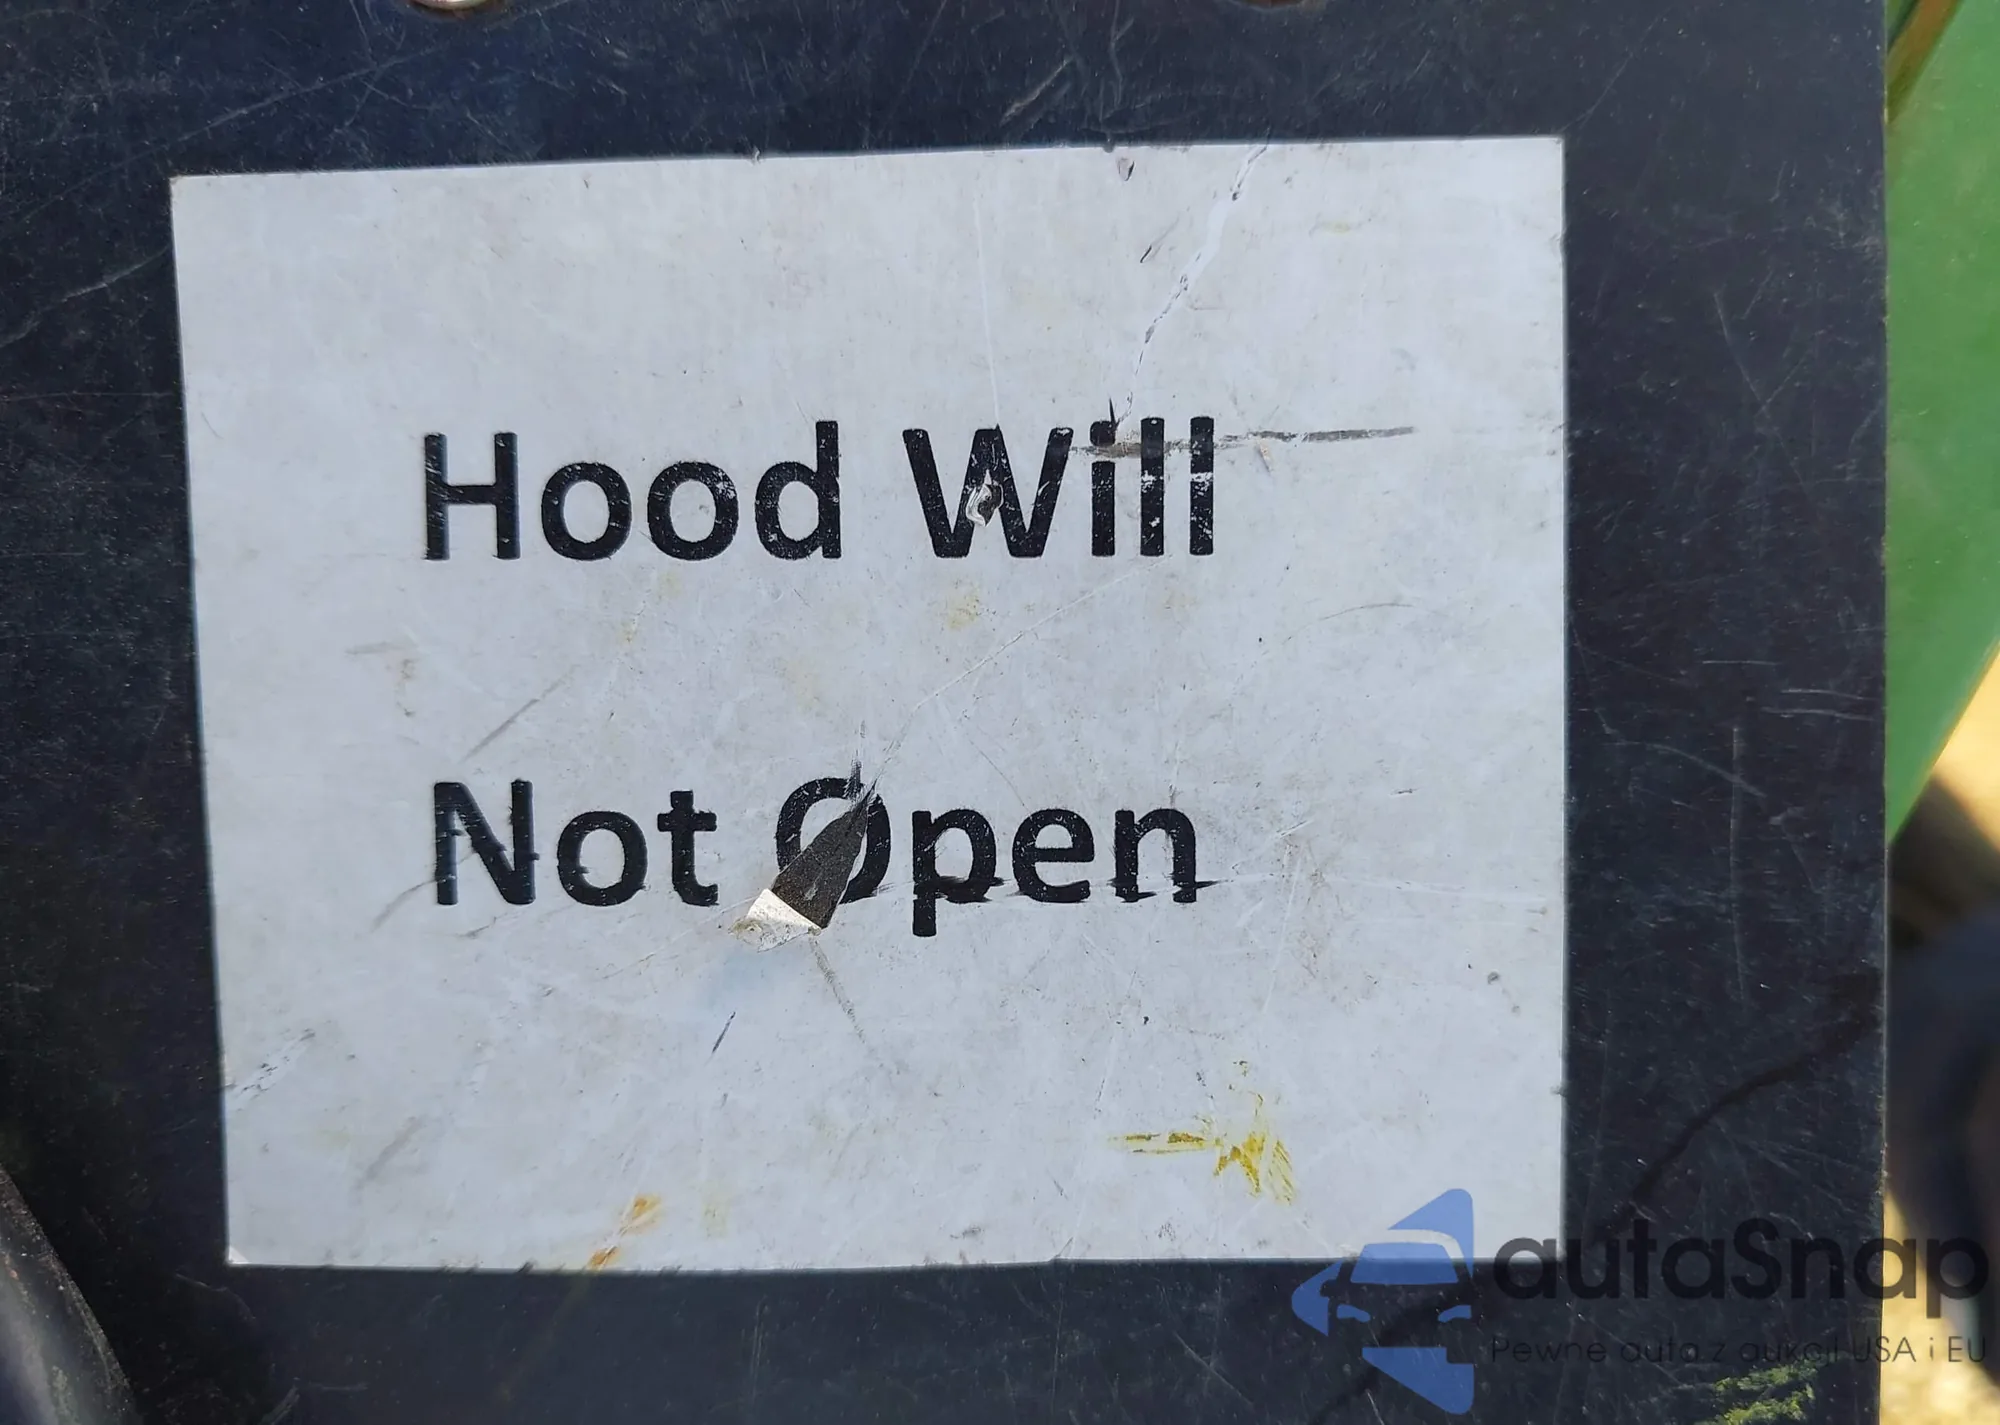 Hood Will
Not Open
autaSnap
Pewne auta z aukcji USA i EU